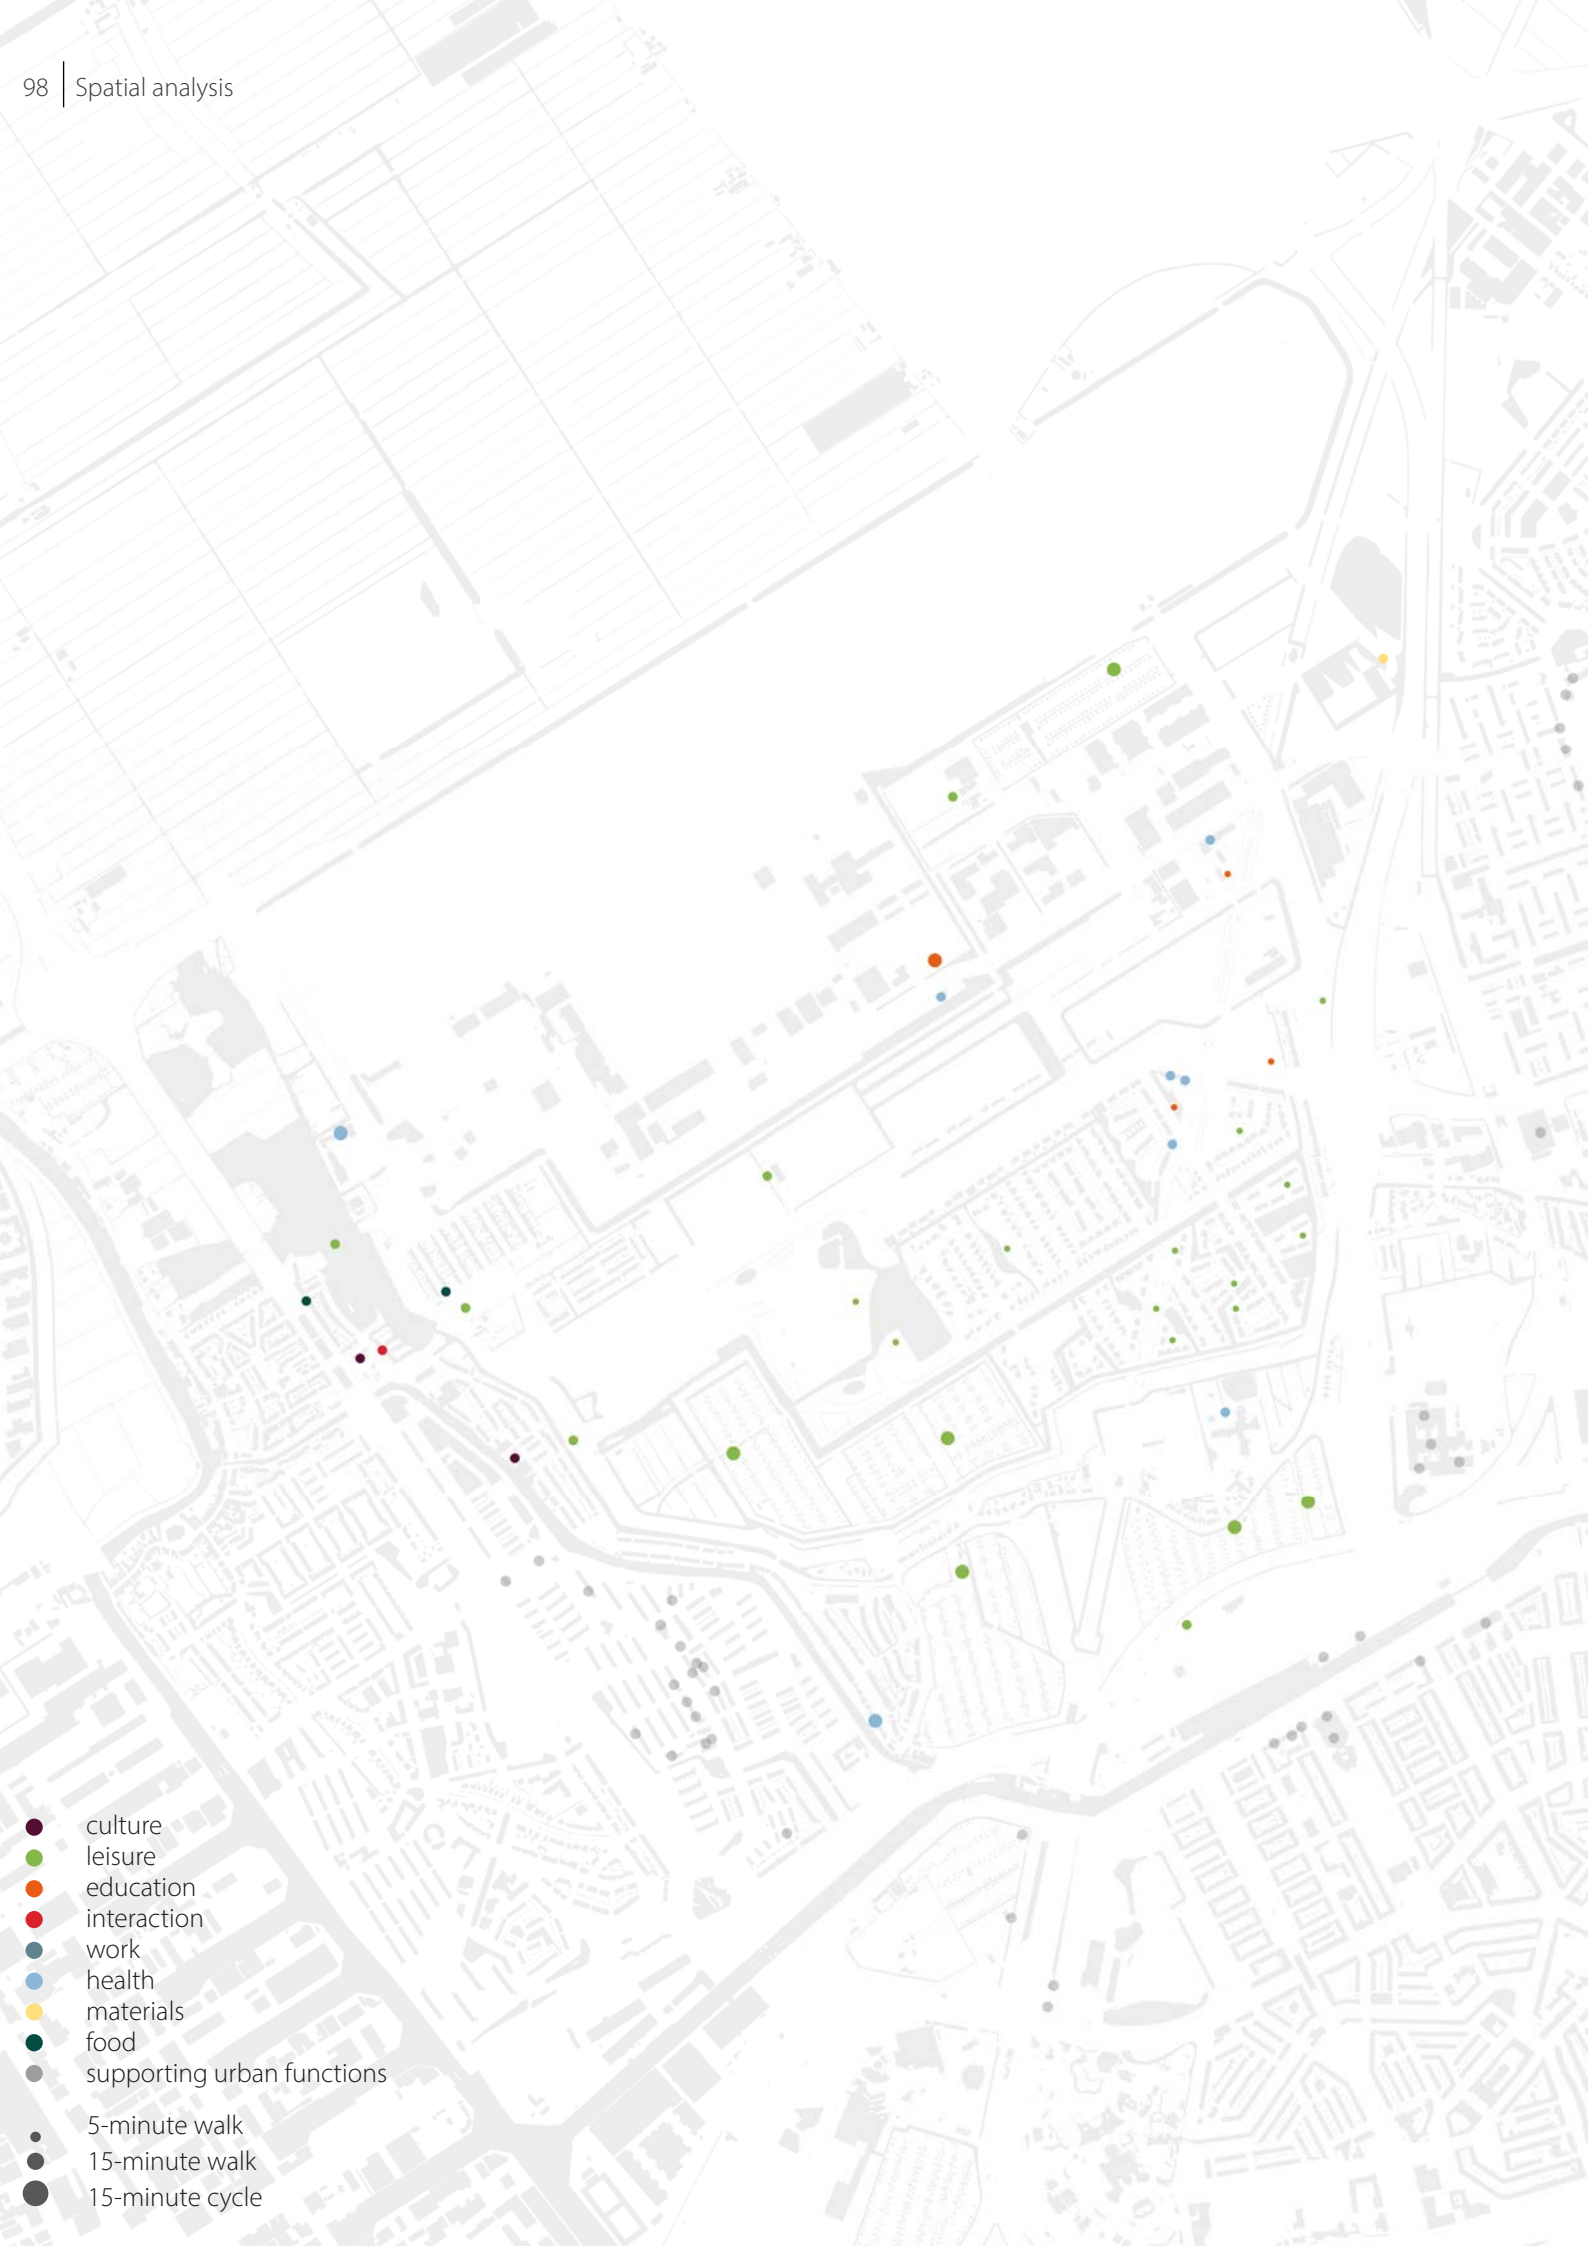 98 Spatial analysis
culture
leisure
education
interaction
work
health
materials
food
supporting urban functions
5-minute walk
15-minute walk
15-minute cycle